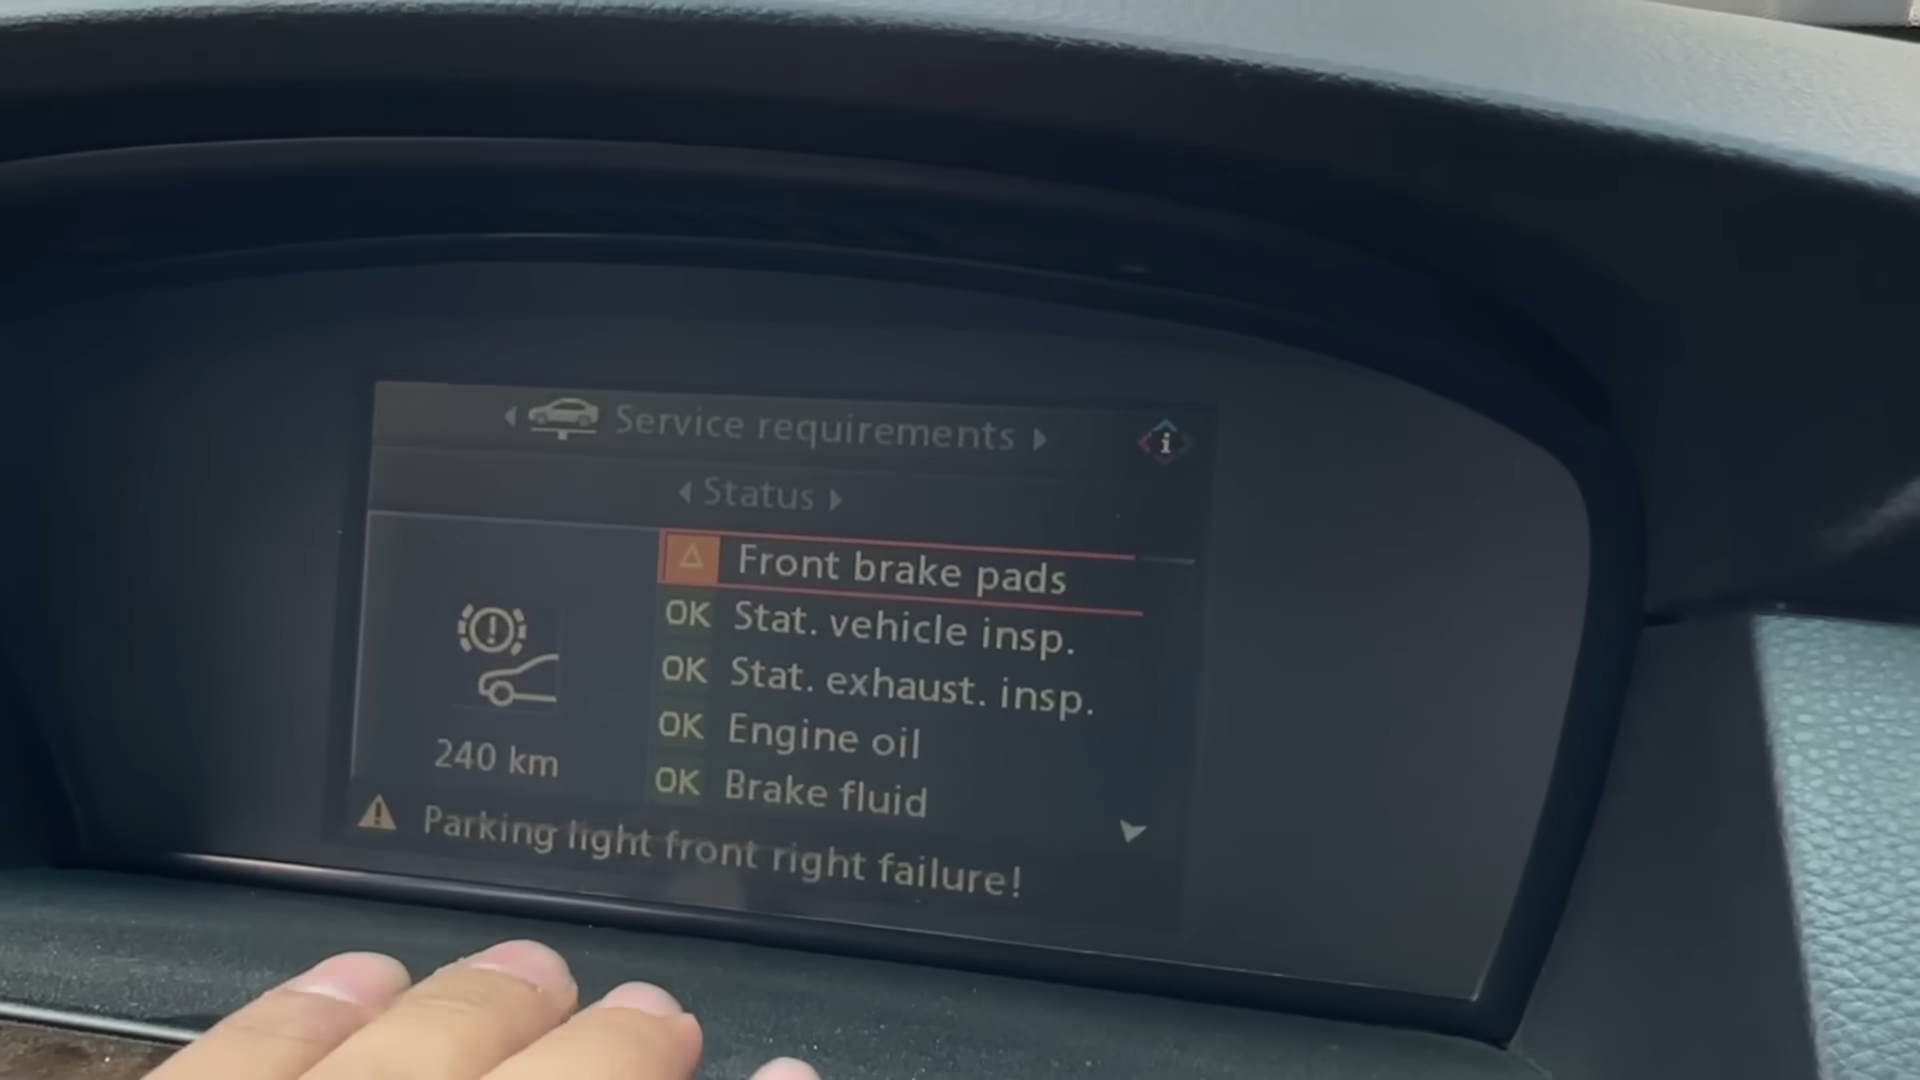 Service requirements
Status
Front brake pads
OK Stat. vehicle insp.
OK Stat. exhaust. insp.
OK Engine oil
OK Brake fluid
240 km
Parking light front right failure!